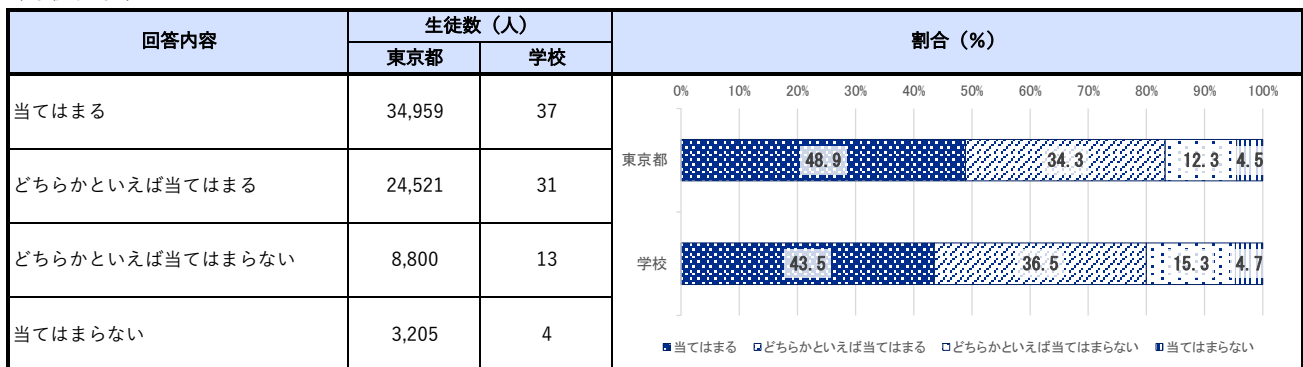 回答内容 生徒数（人） 割合（%）
東京都 学校
当てはまる 34,959 37
どちらかといえば当てはまる 24,521 31
どちらかといえば当てはまらない 8,800 13
当てはまらない 3,205 4
0% 10% 20% 30% 40% 50% 60% 70% 80% 90% 100%
東京都 48.9 34.3 12.3 4.5
学校 43.5 36.5 15.3 4.7
当てはまる どちらかといえば当てはまる どちらかといえば当てはまらない 当てはまらない